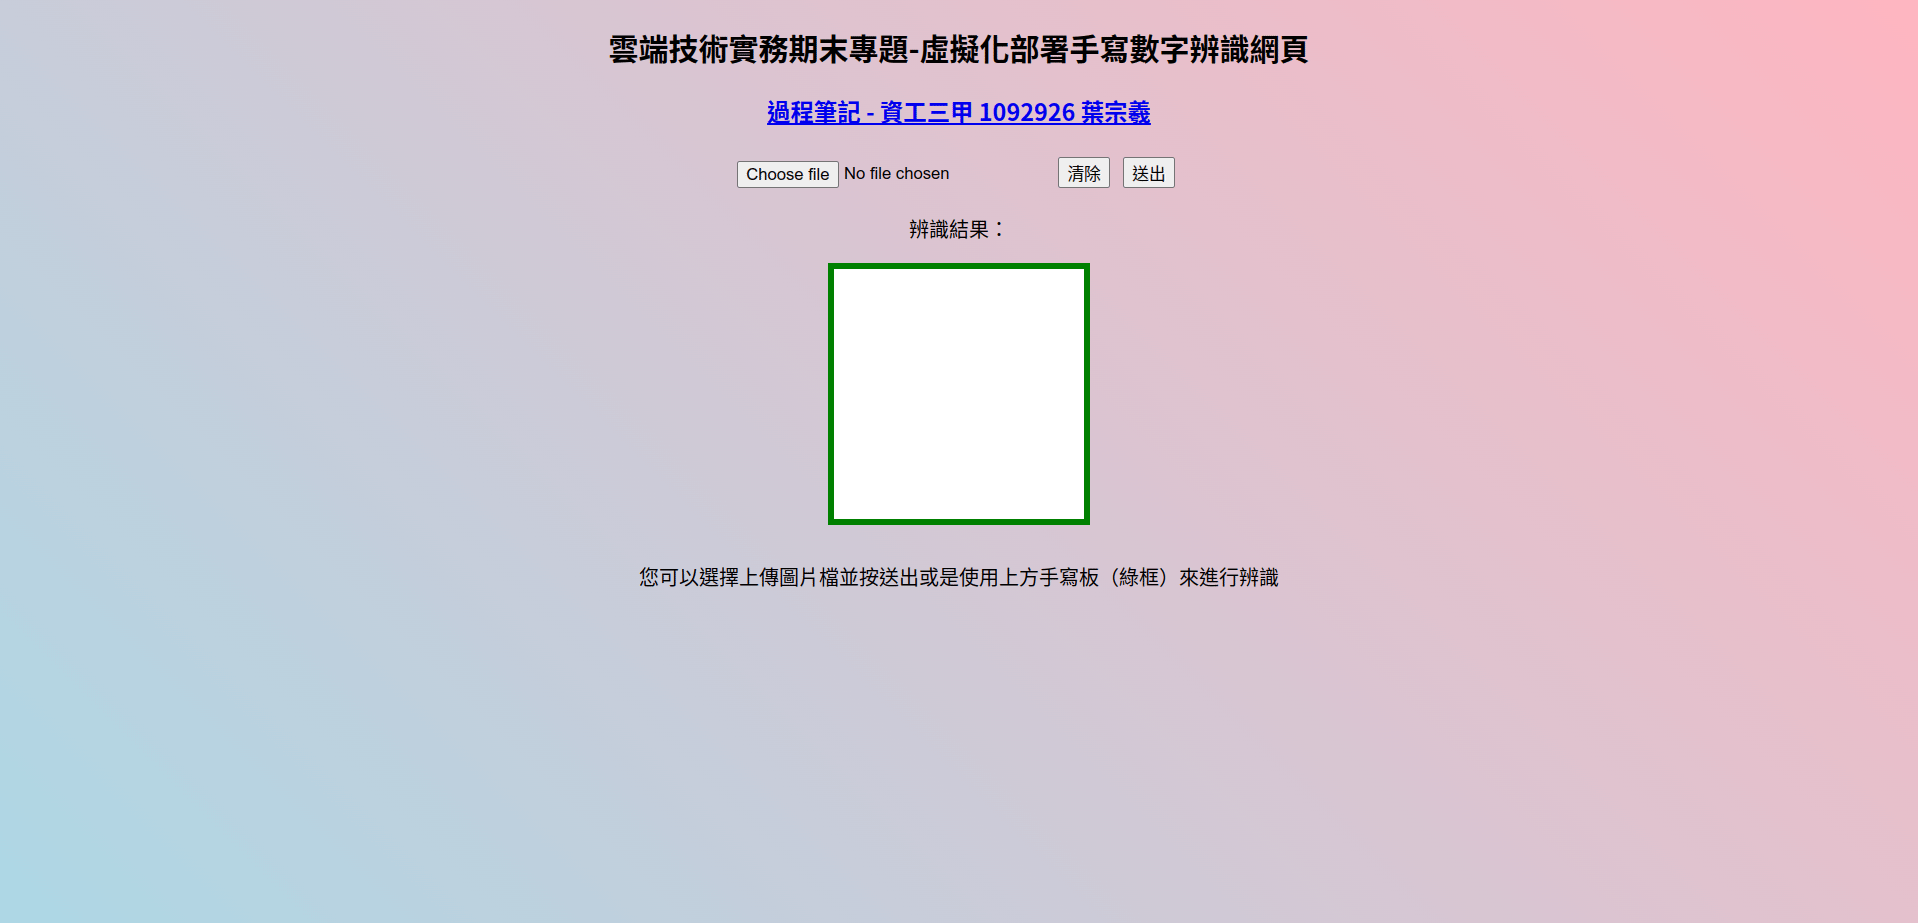 雲端技術實務期末專題-虛擬化部署手寫數字辨識網頁
過程筆記 - 資工三甲 1092926 葉宗義
Choose file No file chosen 清除 送出
辨識結果：
您可以選擇上傳圖片檔並按送出或是使用上方手寫板（綠框）來進行辨識